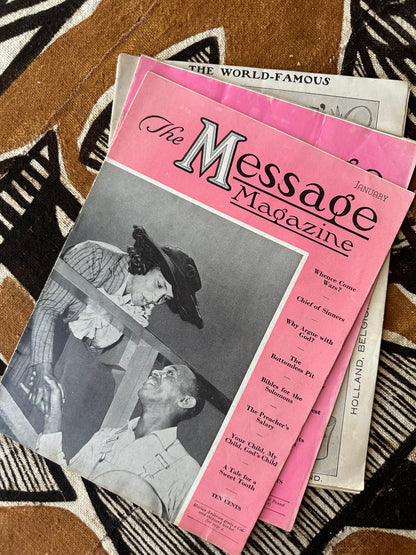 THE WORLD-FAMOUS
The
Message
Magazine
JANUARY
Whence Come
Wars?
Chief of Sinners
Why Argue with
God?
The
Bottomless Pit
Bibles for the
Solomons
The Preacher's
Salary
Your Child, My
Child, God's Child
A Tale for a
Sweet Tooth
TEN CENTS
HOLLAND, BELGI